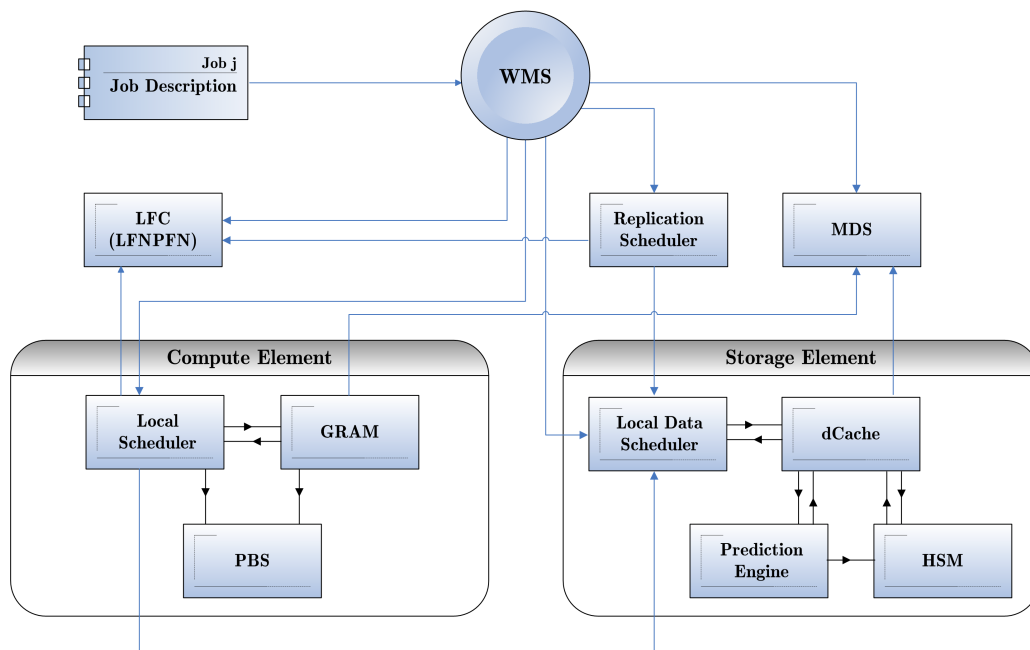 Job j
Job Description
WMS
LFC
(LFNPFN)
Replication
Scheduler
MDS
Compute Element
Storage Element
Local
Scheduler
GRAM
PBS
Local Data
Scheduler
dCache
Prediction
Engine
HSM